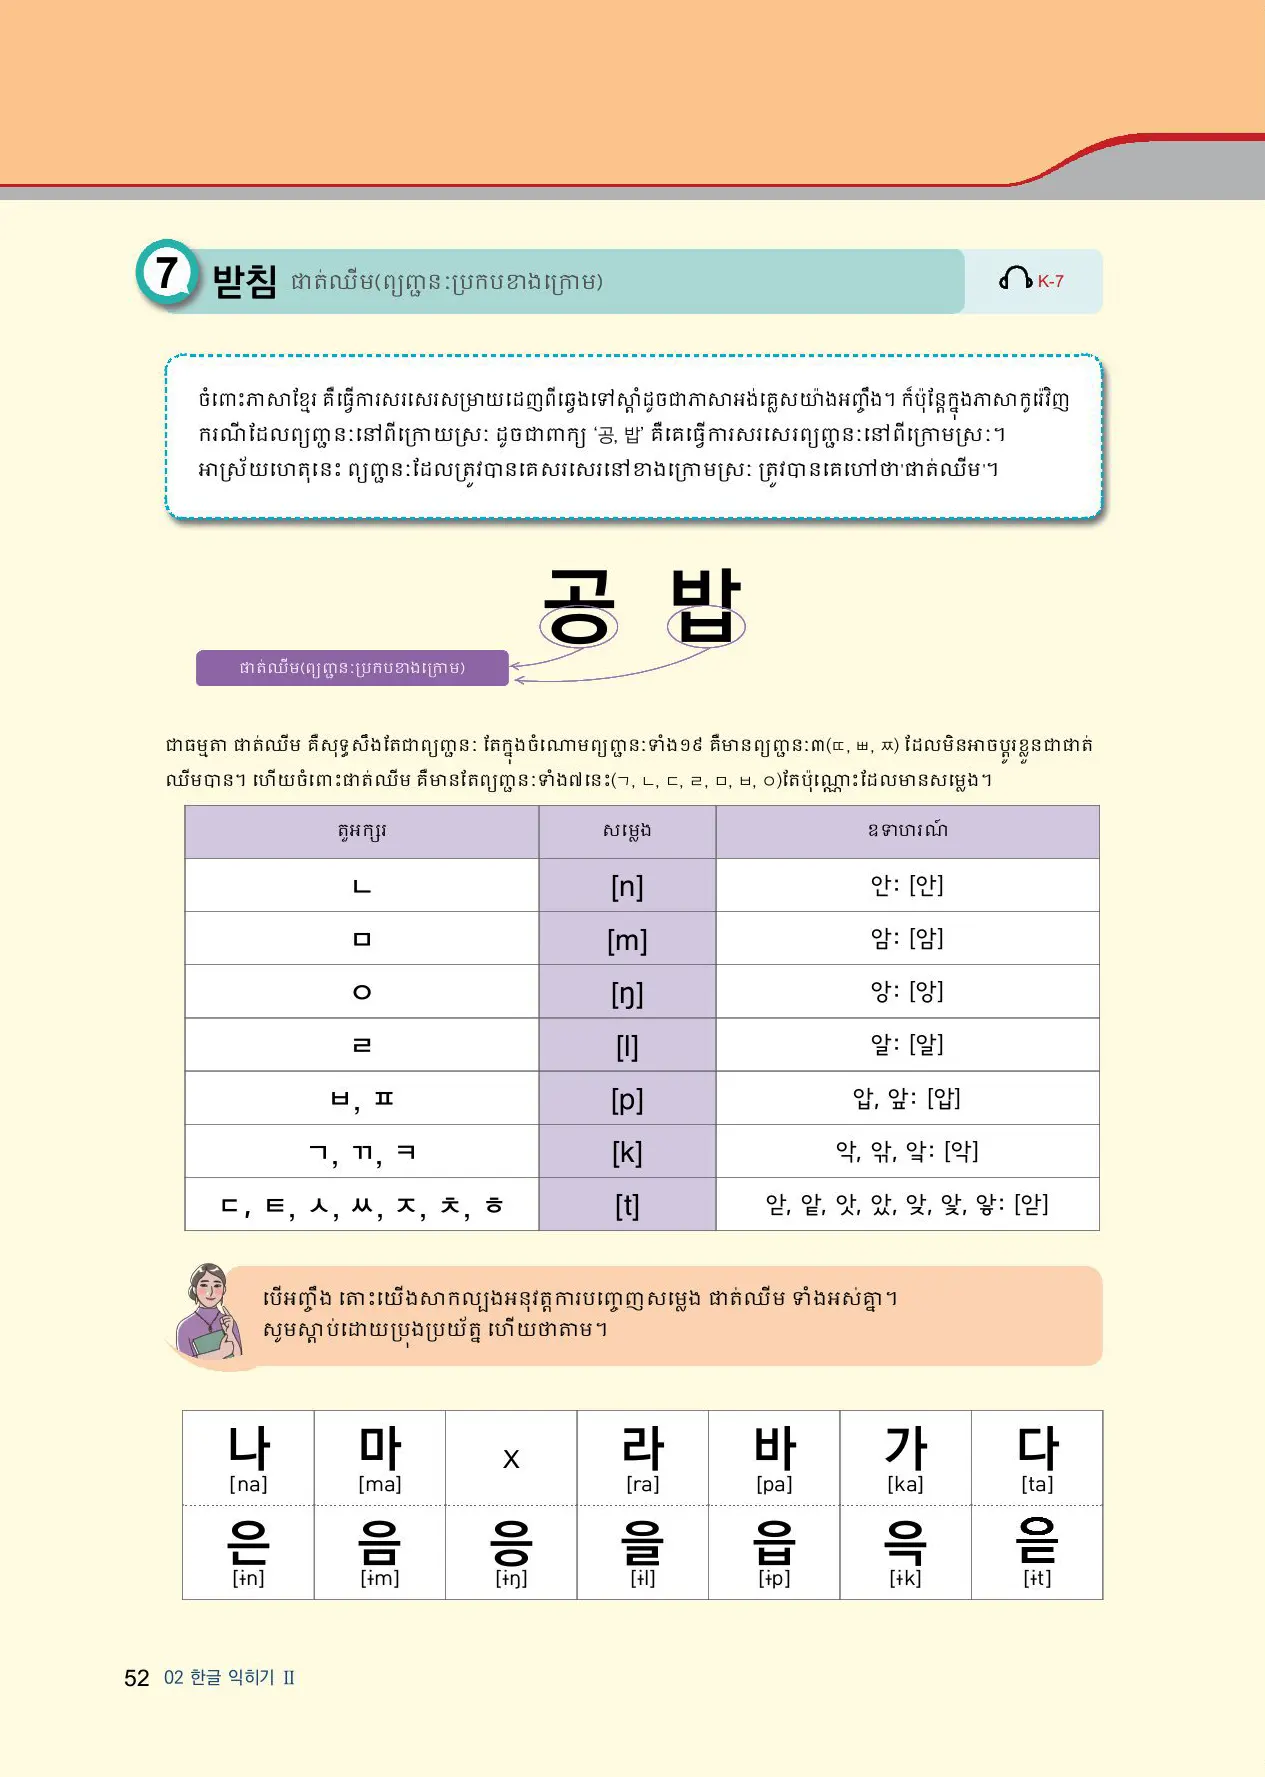 7 받침 ផាត់ឈីម(ព្យញ្ជនៈប្រកបខាងក្រោម)
K-7
ចំពោះភាសាខ្មែរ គឺធ្វើការសរសេរសម្រាយដេញពីឆ្វេងទៅស្តាំដូចជាភាសាអង់គ្លេសយ៉ាងអញ្ចឹង។ ក៏ប៉ុន្តែក្នុងភាសាកូរ៉េវិញ
ករណីដែលព្យញ្ជនៈនៅពីក្រោយស្រៈ ដូចជាពាក្យ ‘공, 밥’ គឺគេធ្វើការសរសេរព្យញ្ជនៈនៅពីក្រោមស្រៈ។
អាស្រ័យហេតុនេះ ព្យញ្ជនៈដែលត្រូវបានគេសរសេរនៅខាងក្រោមស្រៈ ត្រូវបានគេហៅថា'ផាត់ឈីម'។
공 밥
ផាត់ឈីម(ព្យញ្ជនៈប្រកបខាងក្រោម)
ជាធម្មតា ផាត់ឈីម គឺសុទ្ធសឹងតែជាព្យញ្ជនៈ តែក្នុងចំណោមព្យញ្ជនៈទាំង១៩ គឺមានព្យញ្ជនៈ៣(ㄸ, ㅃ, ㅉ) ដែលមិនអាចប្តូរខ្លួនជាផាត់
ឈីមបាន។ ហើយចំពោះផាត់ឈីម គឺមានតែព្យញ្ជនៈទាំង៧នេះ(ㄱ, ㄴ, ㄷ, ㄹ, ㅁ, ㅂ, ㅇ)តែប៉ុណ្ណោះដែលមានសម្លេង។
តួអក្សរ សម្លេង ឧទាហរណ៍
ㄴ [n] 안: [안]
ㅁ [m] 암: [암]
ㅇ [ŋ] 앙: [앙]
ㄹ [l] 알: [알]
ㅂ, ㅍ [p] 압, 앞: [압]
ㄱ, ㄲ, ㅋ [k] 악, 앆, 앜: [악]
ㄷ, ㅌ, ㅅ, ㅆ, ㅈ, ㅊ, ㅎ [t] 앋, 앝, 앗, 았, 앚, 앛, 앟: [앋]
បើអញ្ចឹង តោះយើងសាកល្បងអនុវត្តការបញ្ចេញសម្លេង ផាត់ឈីម ទាំងអស់គ្នា។
សូមស្តាប់ដោយប្រុងប្រយ័ត្ន ហើយថាតាម។
나 마 x 라 바 가 다
[na] [ma] [ra] [pa] [ka] [ta]
은 음 응 을 읍 윽 읃
[ɨn] [ɨm] [ɨŋ] [ɨl] [ɨp] [ɨk] [ɨt]
52 02 한글 익히기 Ⅱ